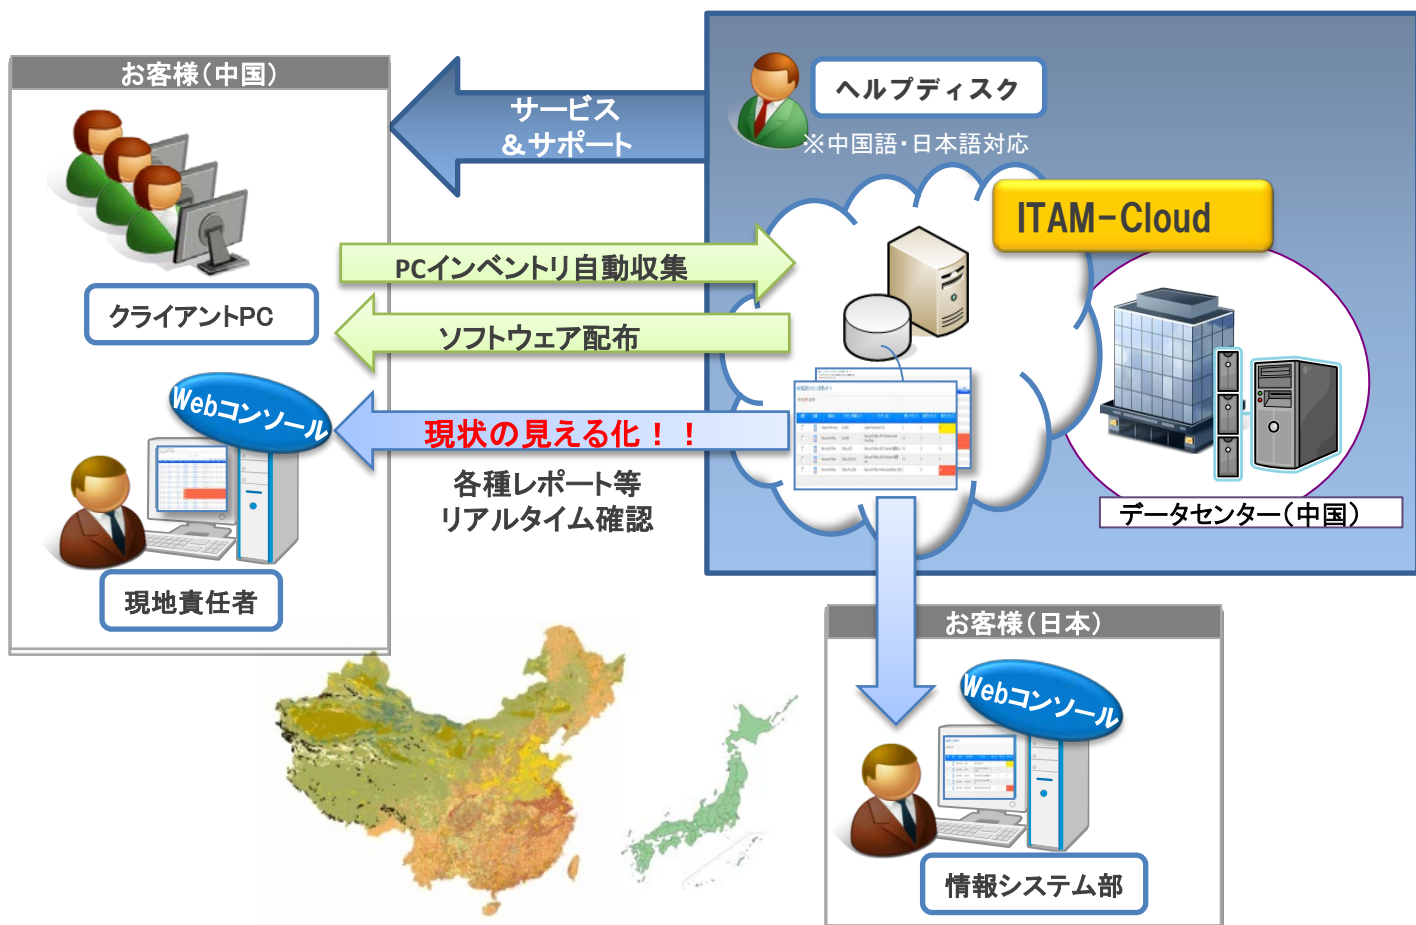 お客様(中国)
サービス
&サポート
ヘルプディスク
※中国語・日本語対応
ITAM-Cloud
PCインベントリ自動収集
クライアントPC
ソフトウェア配布
Webコンソール
現状の見える化!!
各種レポート等
リアルタイム確認
データセンター(中国)
現地責任者
お客様(日本)
Webコンソール
情報システム部